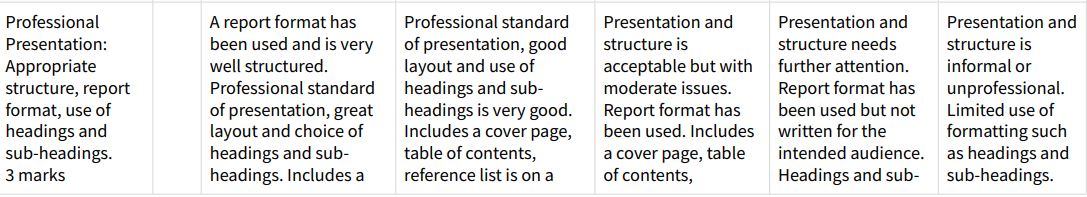 Professional
Presentation:
Appropriate
structure, report
format, use of
headings and
sub-headings.
3 marks
A report format has
been used and is very
well structured.
Professional standard
of presentation, great
layout and choice of
headings and sub-
headings. Includes a
Professional standard
of presentation, good
layout and use of
headings and sub-
headings is very good.
Includes a cover page,
table of contents,
reference list is on a
Presentation and
structure is
acceptable but with
moderate issues.
Report format has
been used. Includes
a cover page, table
of contents,
Presentation and
structure needs
further attention.
Report format has
been used but not
written for the
intended audience.
Headings and sub-
Presentation and
structure is
informal or
unprofessional.
Limited use of
formatting such
as headings and
sub-headings.